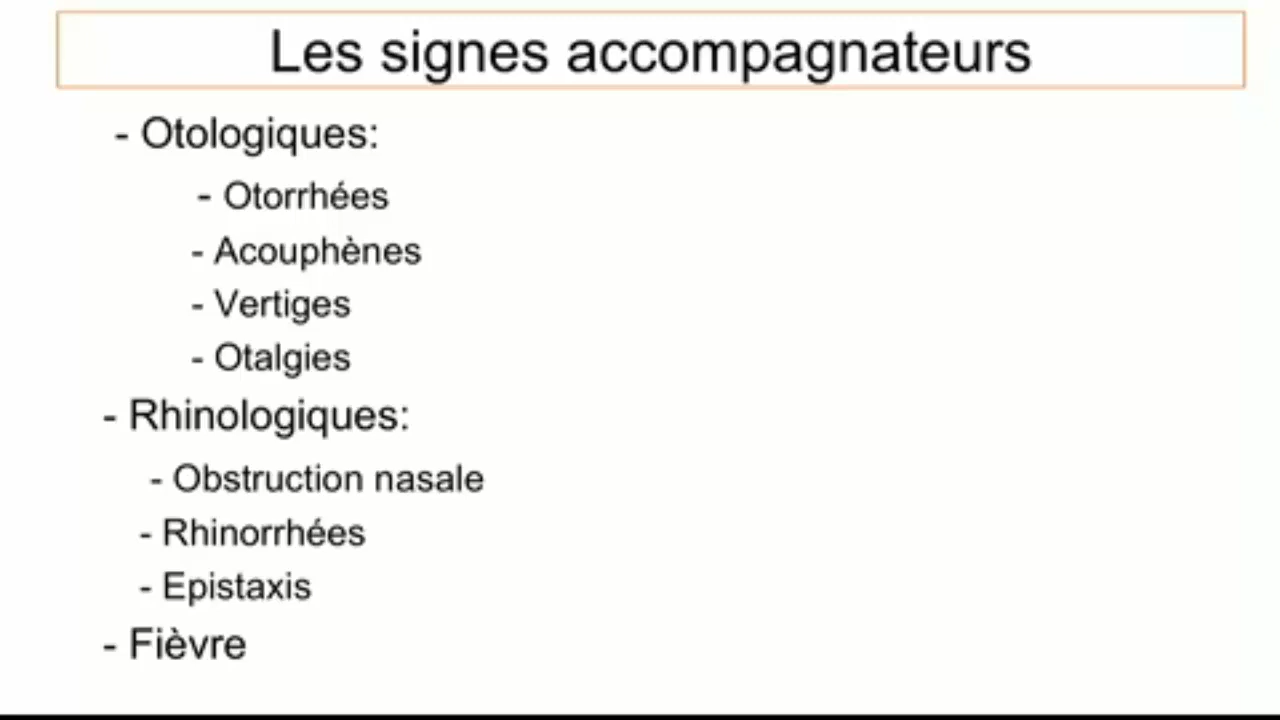 Les signes accompagnateurs
- Otologiques:
- Otorrhées
- Acouphènes
- Vertiges
- Otalgies
- Rhinologiques:
- Obstruction nasale
- Rhinorrhées
- Epistaxis
- Fièvre